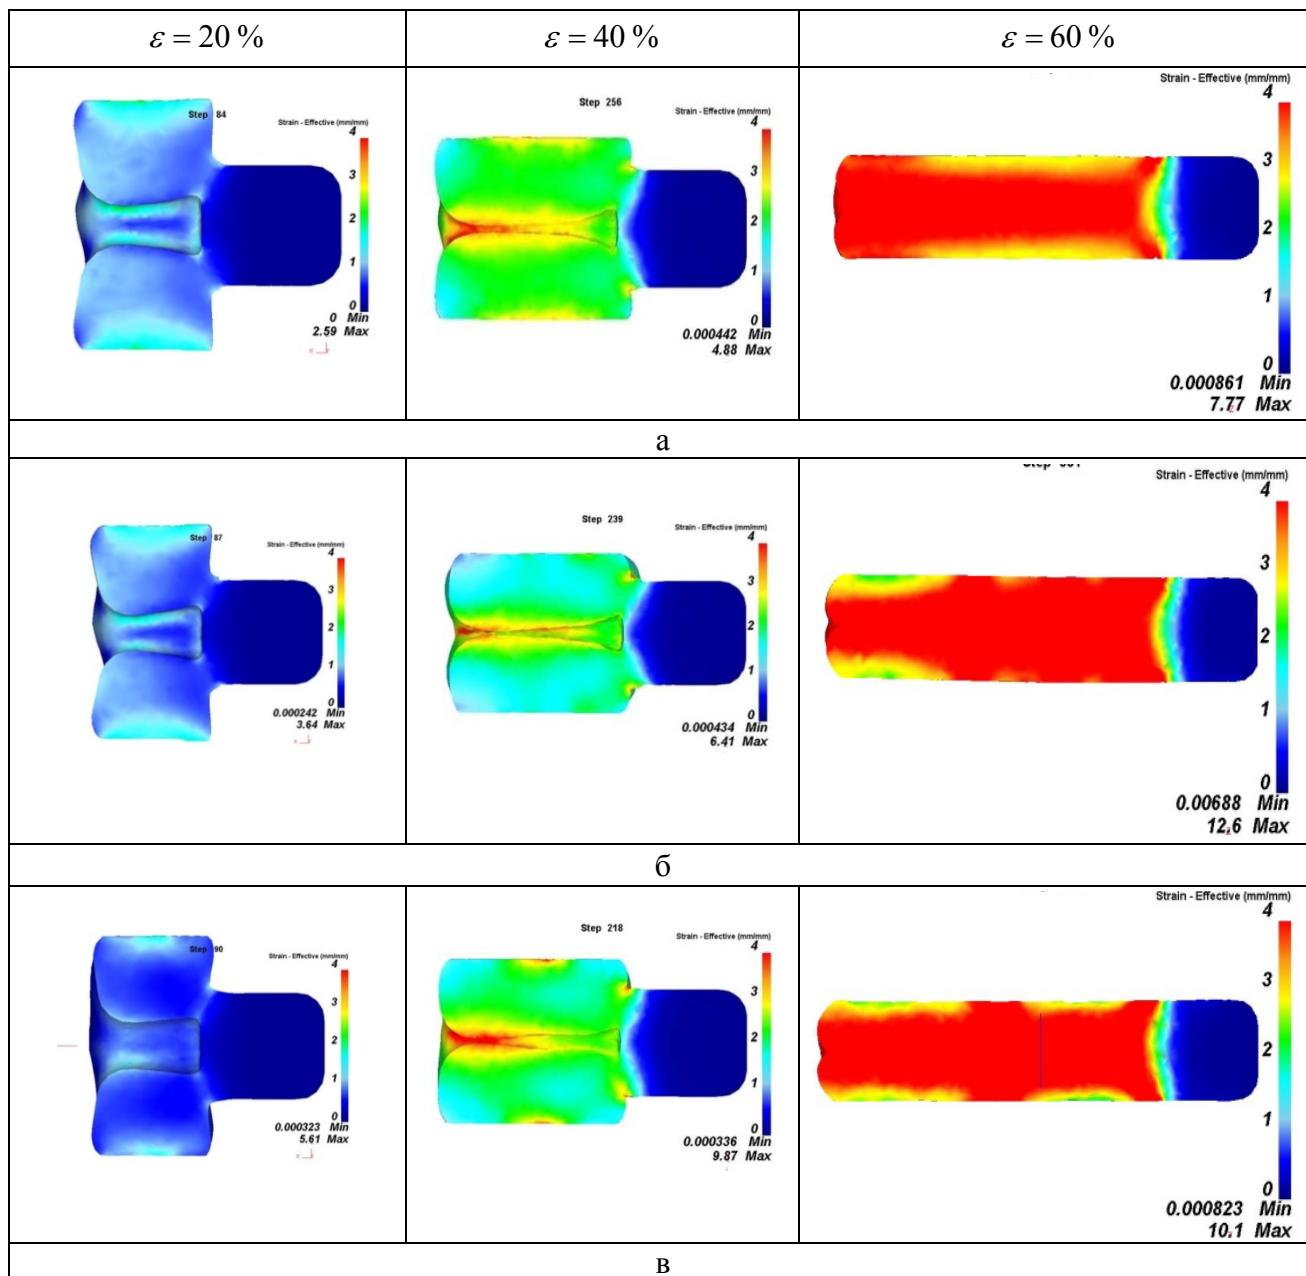 ε = 20 %
ε = 40 %
ε = 60 %
Step 84
Strain - Effective (mm/mm)
4
3
2
1
0
0 Min
2.59 Max
Step 256
Strain - Effective (mm/mm)
4
3
2
1
0
0.000442 Min
4.88 Max
Strain - Effective (mm/mm)
4
3
2
1
0
0.000861 Min
7.77 Max
а
Step 87
Strain - Effective (mm/mm)
4
3
2
1
0
0.000242 Min
3.64 Max
Step 239
Strain - Effective (mm/mm)
4
3
2
1
0
0.000434 Min
6.41 Max
Strain - Effective (mm/mm)
4
3
2
1
0
0.00688 Min
12.6 Max
б
Step 90
Strain - Effective (mm/mm)
4
3
2
1
0
0.000323 Min
5.61 Max
Step 218
Strain - Effective (mm/mm)
4
3
2
1
0
0.000336 Min
9.87 Max
Strain - Effective (mm/mm)
4
3
2
1
0
0.000823 Min
10.1 Max
в